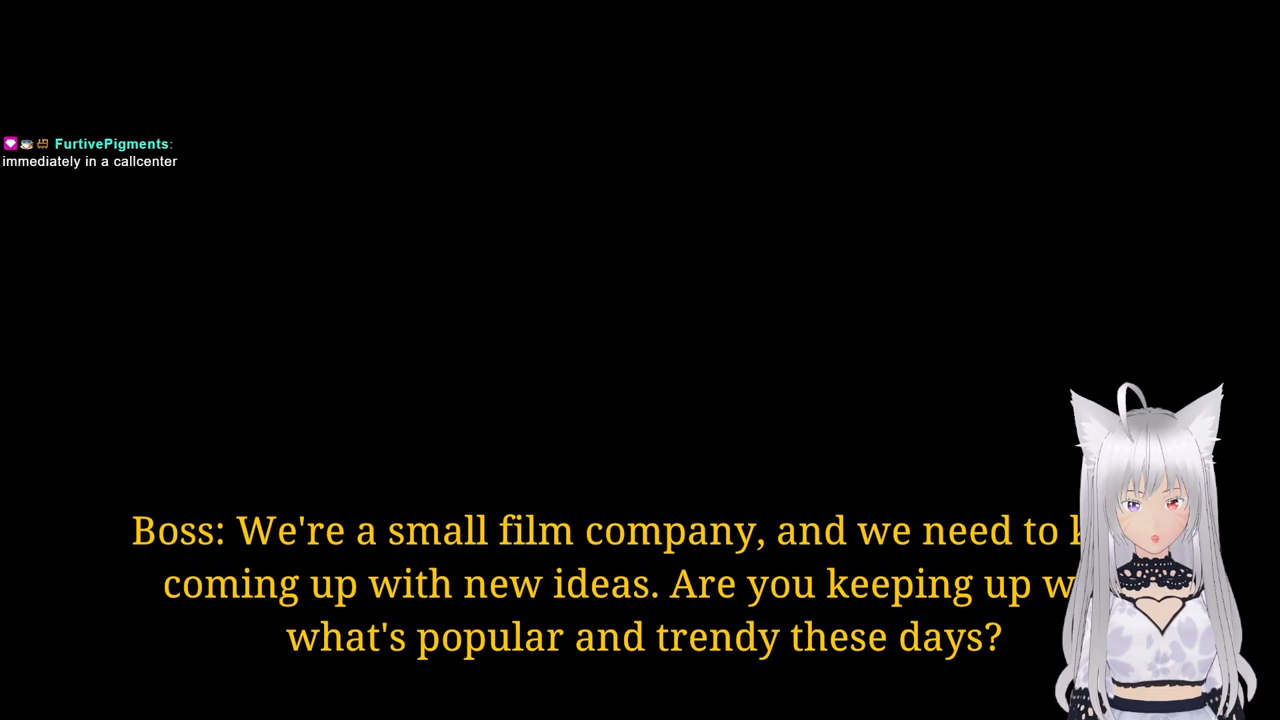 FurtivePigments:
immediately in a callcenter
Boss: We're a small film company, and we need to
coming up with new ideas. Are you keeping up
what's popular and trendy these days?